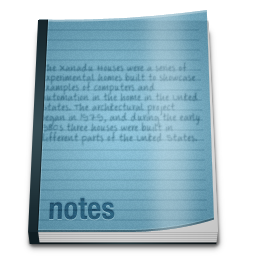 the Xanadu Houses were a series of
experimental homes built to showcase
examples of computers and
automation in the home in the United
States. The architectural project
began in 1979, and during the early
1980s three houses were built in
different parts of the United States.
notes